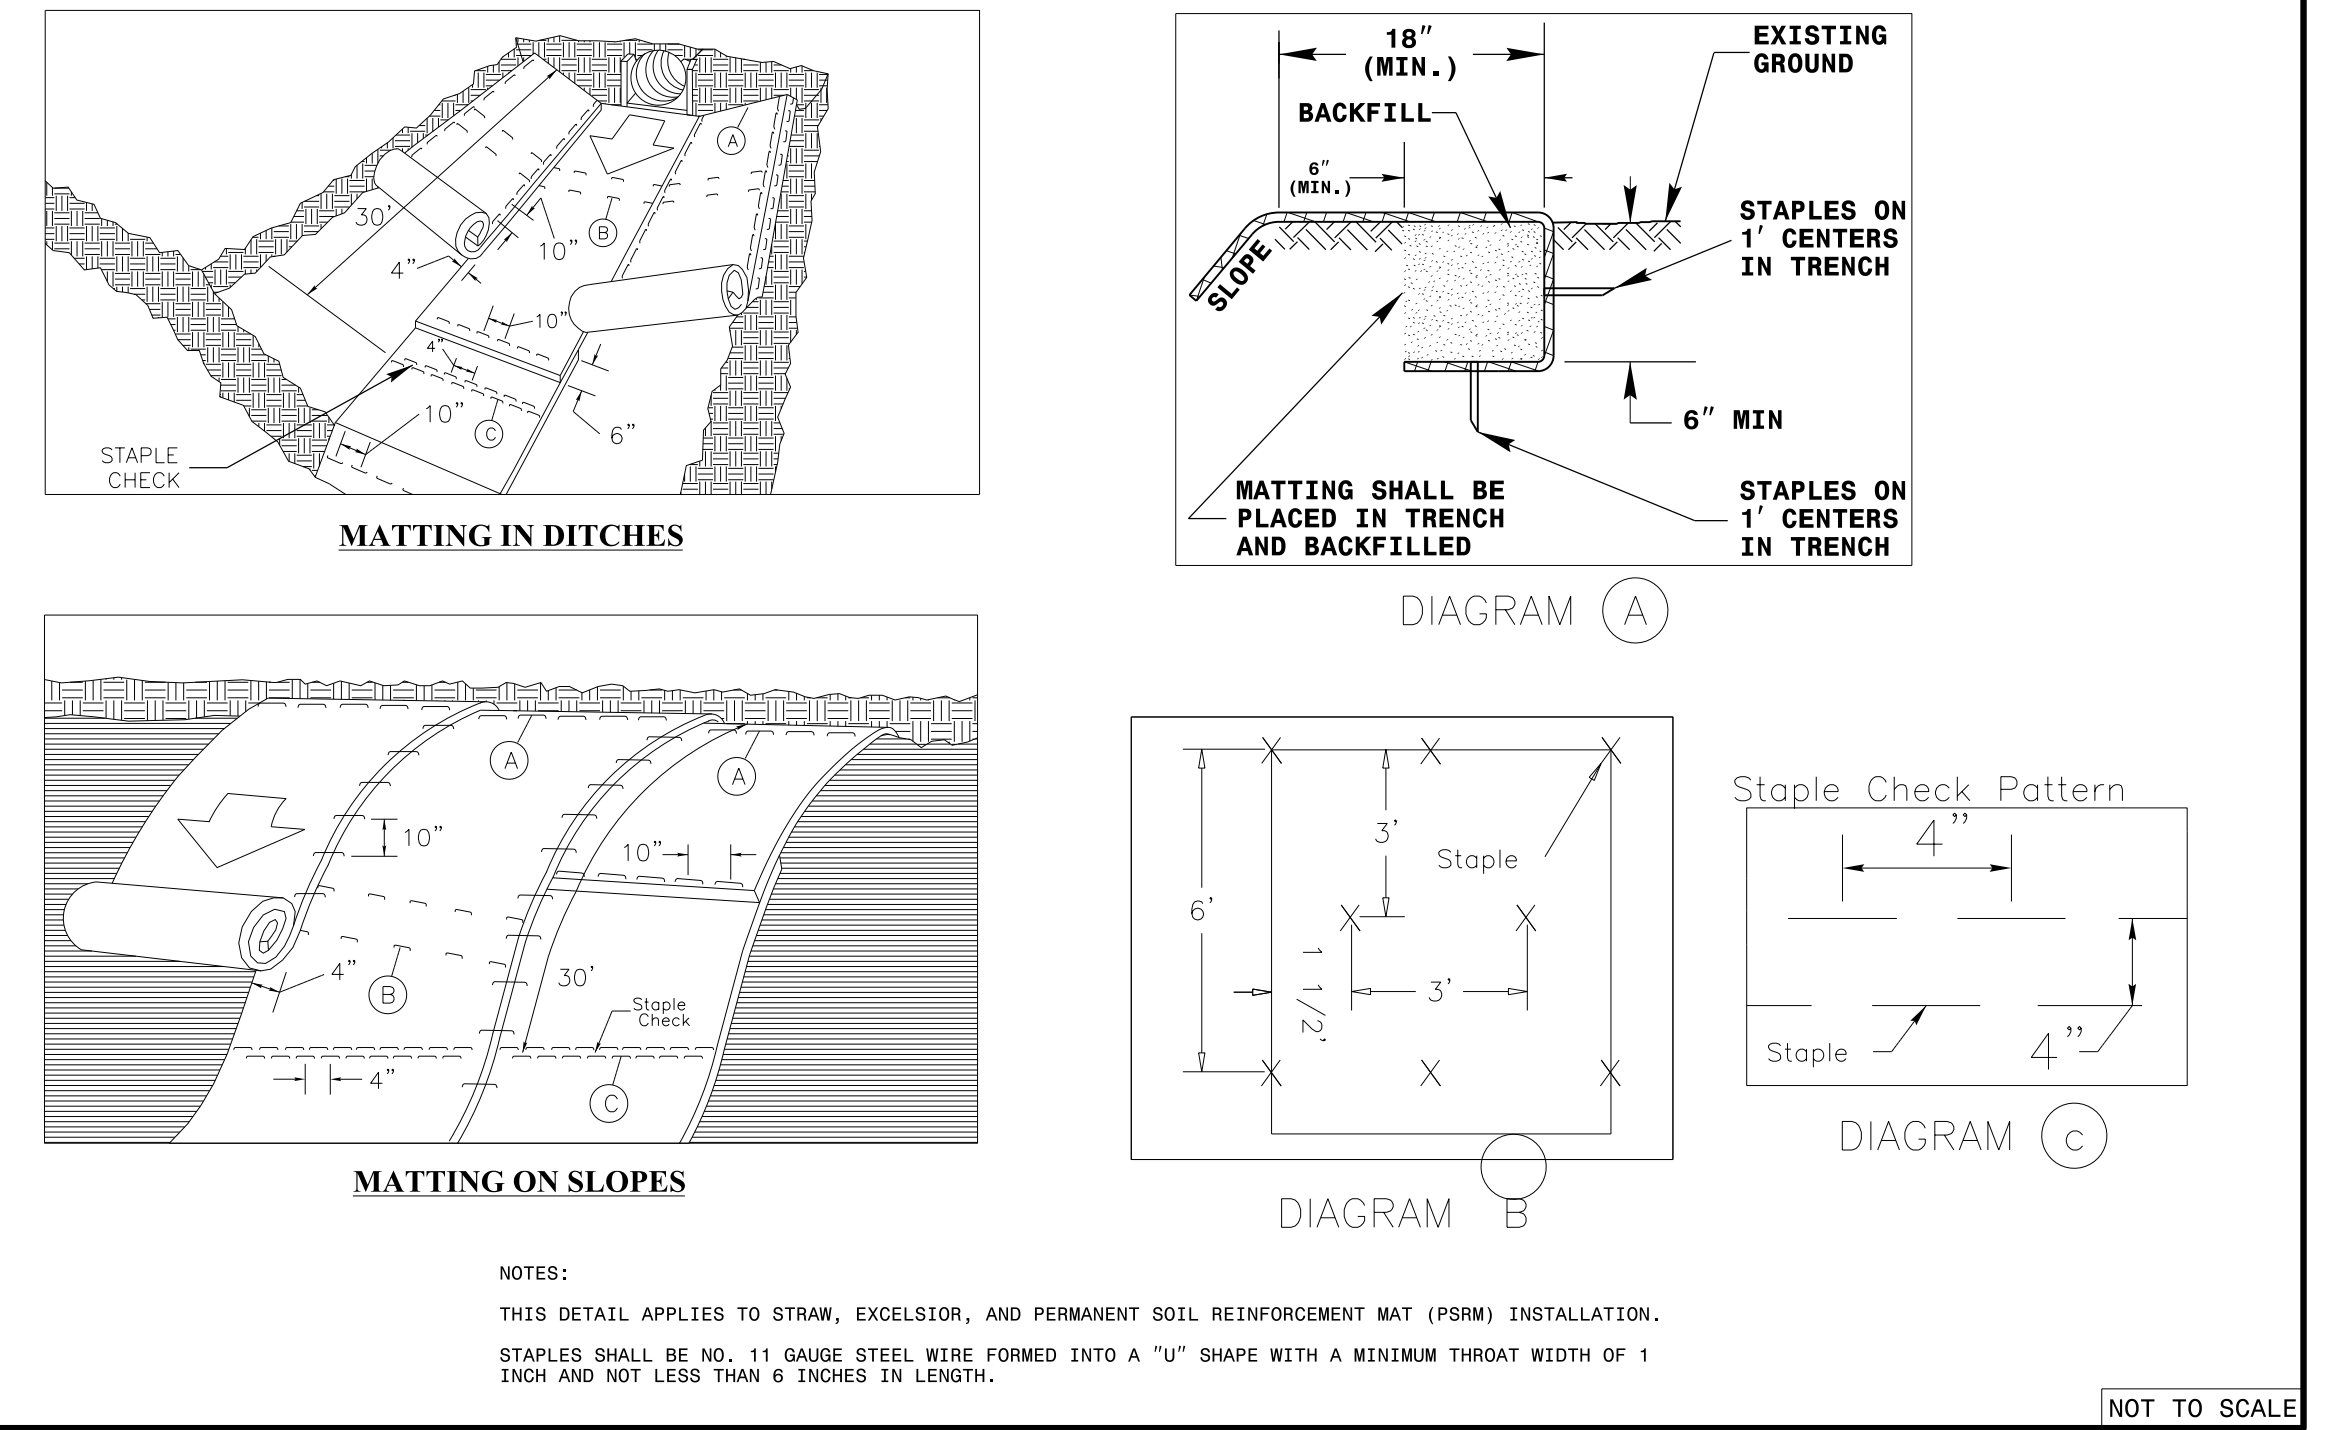 30'
4”
10”
A
B
10”
4”
10”
C
6”
STAPLE
CHECK
MATTING IN DITCHES
18"
(MIN.)
EXISTING
GROUND
BACKFILL
6"
(MIN.)
STAPLES ON
1' CENTERS
IN TRENCH
SLOPE
6" MIN
MATTING SHALL BE
PLACED IN TRENCH
AND BACKFILLED
STAPLES ON
1' CENTERS
IN TRENCH
DIAGRAM A
A
A
10”
10”
4”
B
30'
Staple
Check
4”
C
MATTING ON SLOPES
6'
3'
Staple
3'
1 1/2'
DIAGRAM B
Staple Check Pattern
4”
Staple
4”
DIAGRAM c
NOTES:
THIS DETAIL APPLIES TO STRAW, EXCELSIOR, AND PERMANENT SOIL REINFORCEMENT MAT (PSRM) INSTALLATION.
STAPLES SHALL BE NO. 11 GAUGE STEEL WIRE FORMED INTO A "U" SHAPE WITH A MINIMUM THROAT WIDTH OF 1
INCH AND NOT LESS THAN 6 INCHES IN LENGTH.
NOT TO SCALE